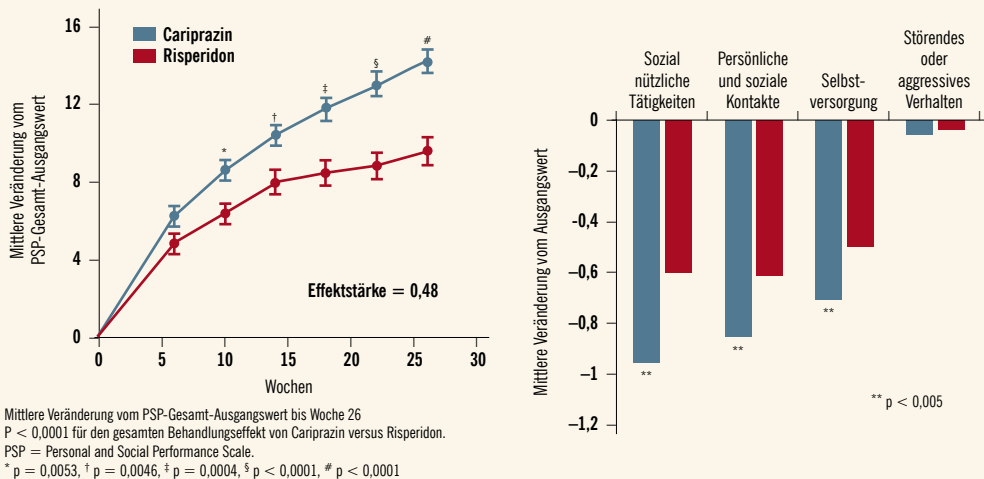 Mittlere Veränderung vom
PSP-Gesamt-Ausgangswert
16
12
8
4
0
Cariprazin
Risperidon
*
†
‡
§
#
Effektstärke = 0,48
0
5
10
15
20
25
30
Wochen
Mittlere Veränderung vom PSP-Gesamt-Ausgangswert bis Woche 26
P < 0,0001 für den gesamten Behandlungseffekt von Cariprazin versus Risperidon.
PSP = Personal and Social Performance Scale.
* p = 0,0053, † p = 0,0046, ‡ p = 0,0004, § p < 0,0001, # p < 0,0001
Mittlere Veränderung vom Ausgangswert
Sozial
nützliche
Tätigkeiten
Persönliche
und soziale
Kontakte
Selbst-
versorgung
Störendes
oder
aggressives
Verhalten
0
–0,2
–0,4
–0,6
–0,8
–1
–1,2
**
**
**
** p < 0,005